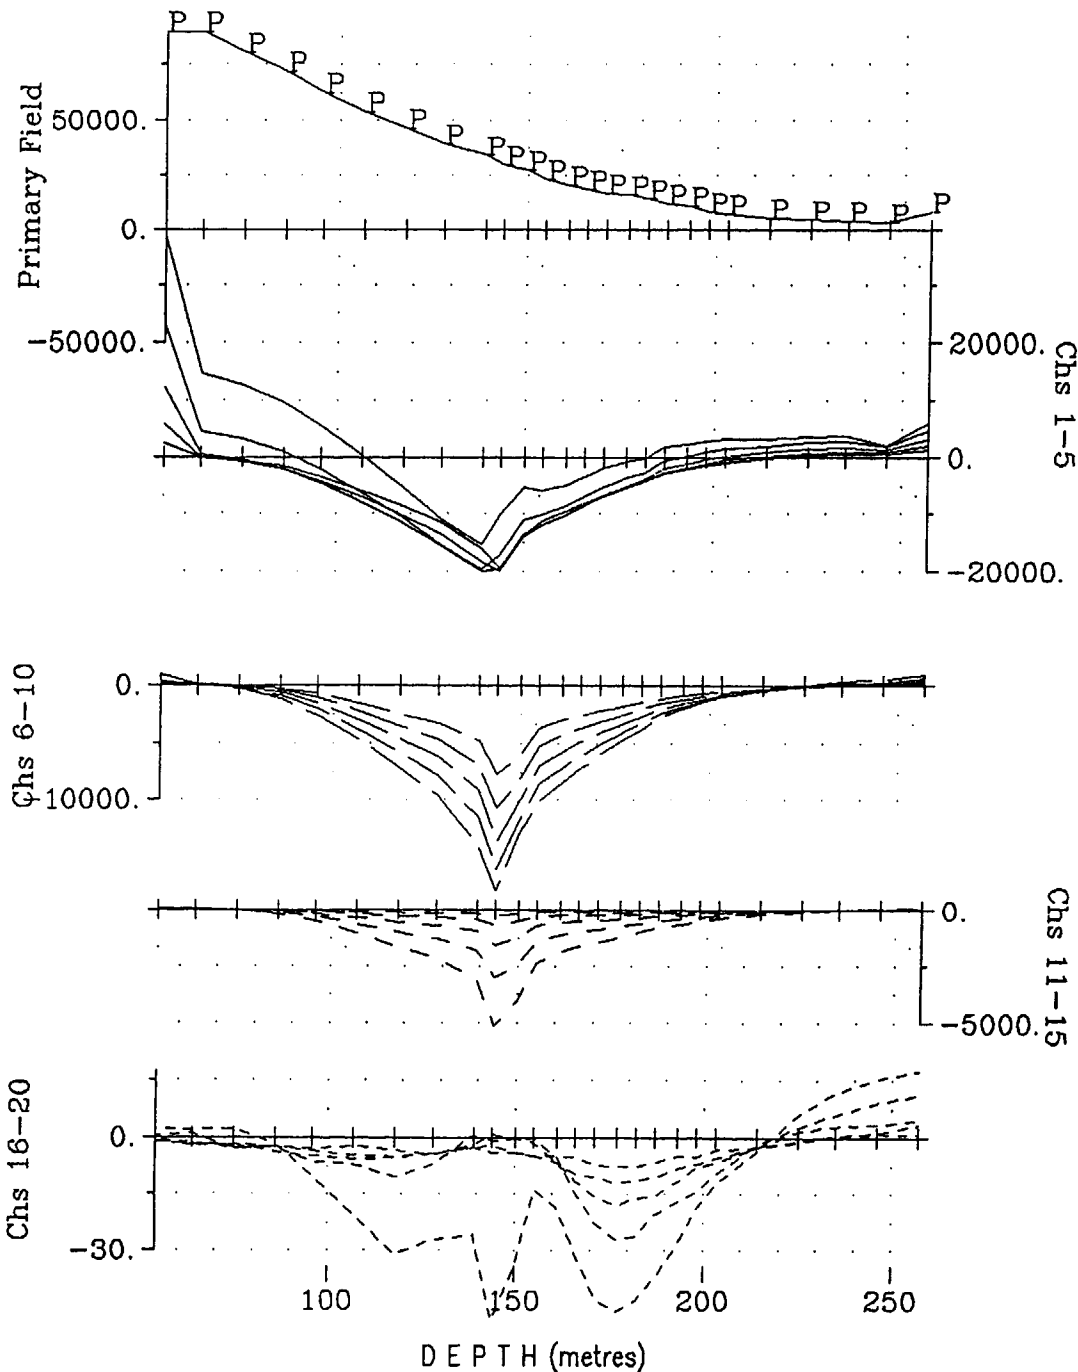 P P P P P P P P P P P P P P P P P P P P P P P P P P
Primary Field
50000.
0.
-50000.
20000.
0.
-20000.
Chs 1-5
Chs 6-10
0.
-10000.
0.
-5000.
Chs 11-15
Chs 16-20
0.
-30.
100 150 200 250
DEPTH (metres)